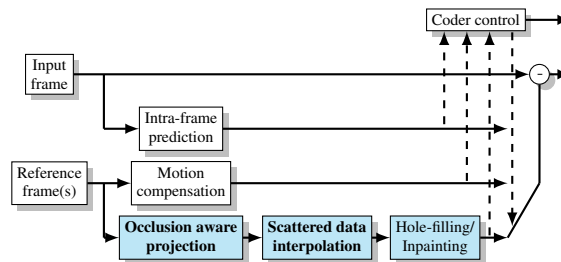 Coder control
Input
frame
-
Intra-frame
prediction
Reference
frame(s)
Motion
compensation
Occlusion aware
projection
Scattered data
interpolation
Hole-filling/
Inpainting